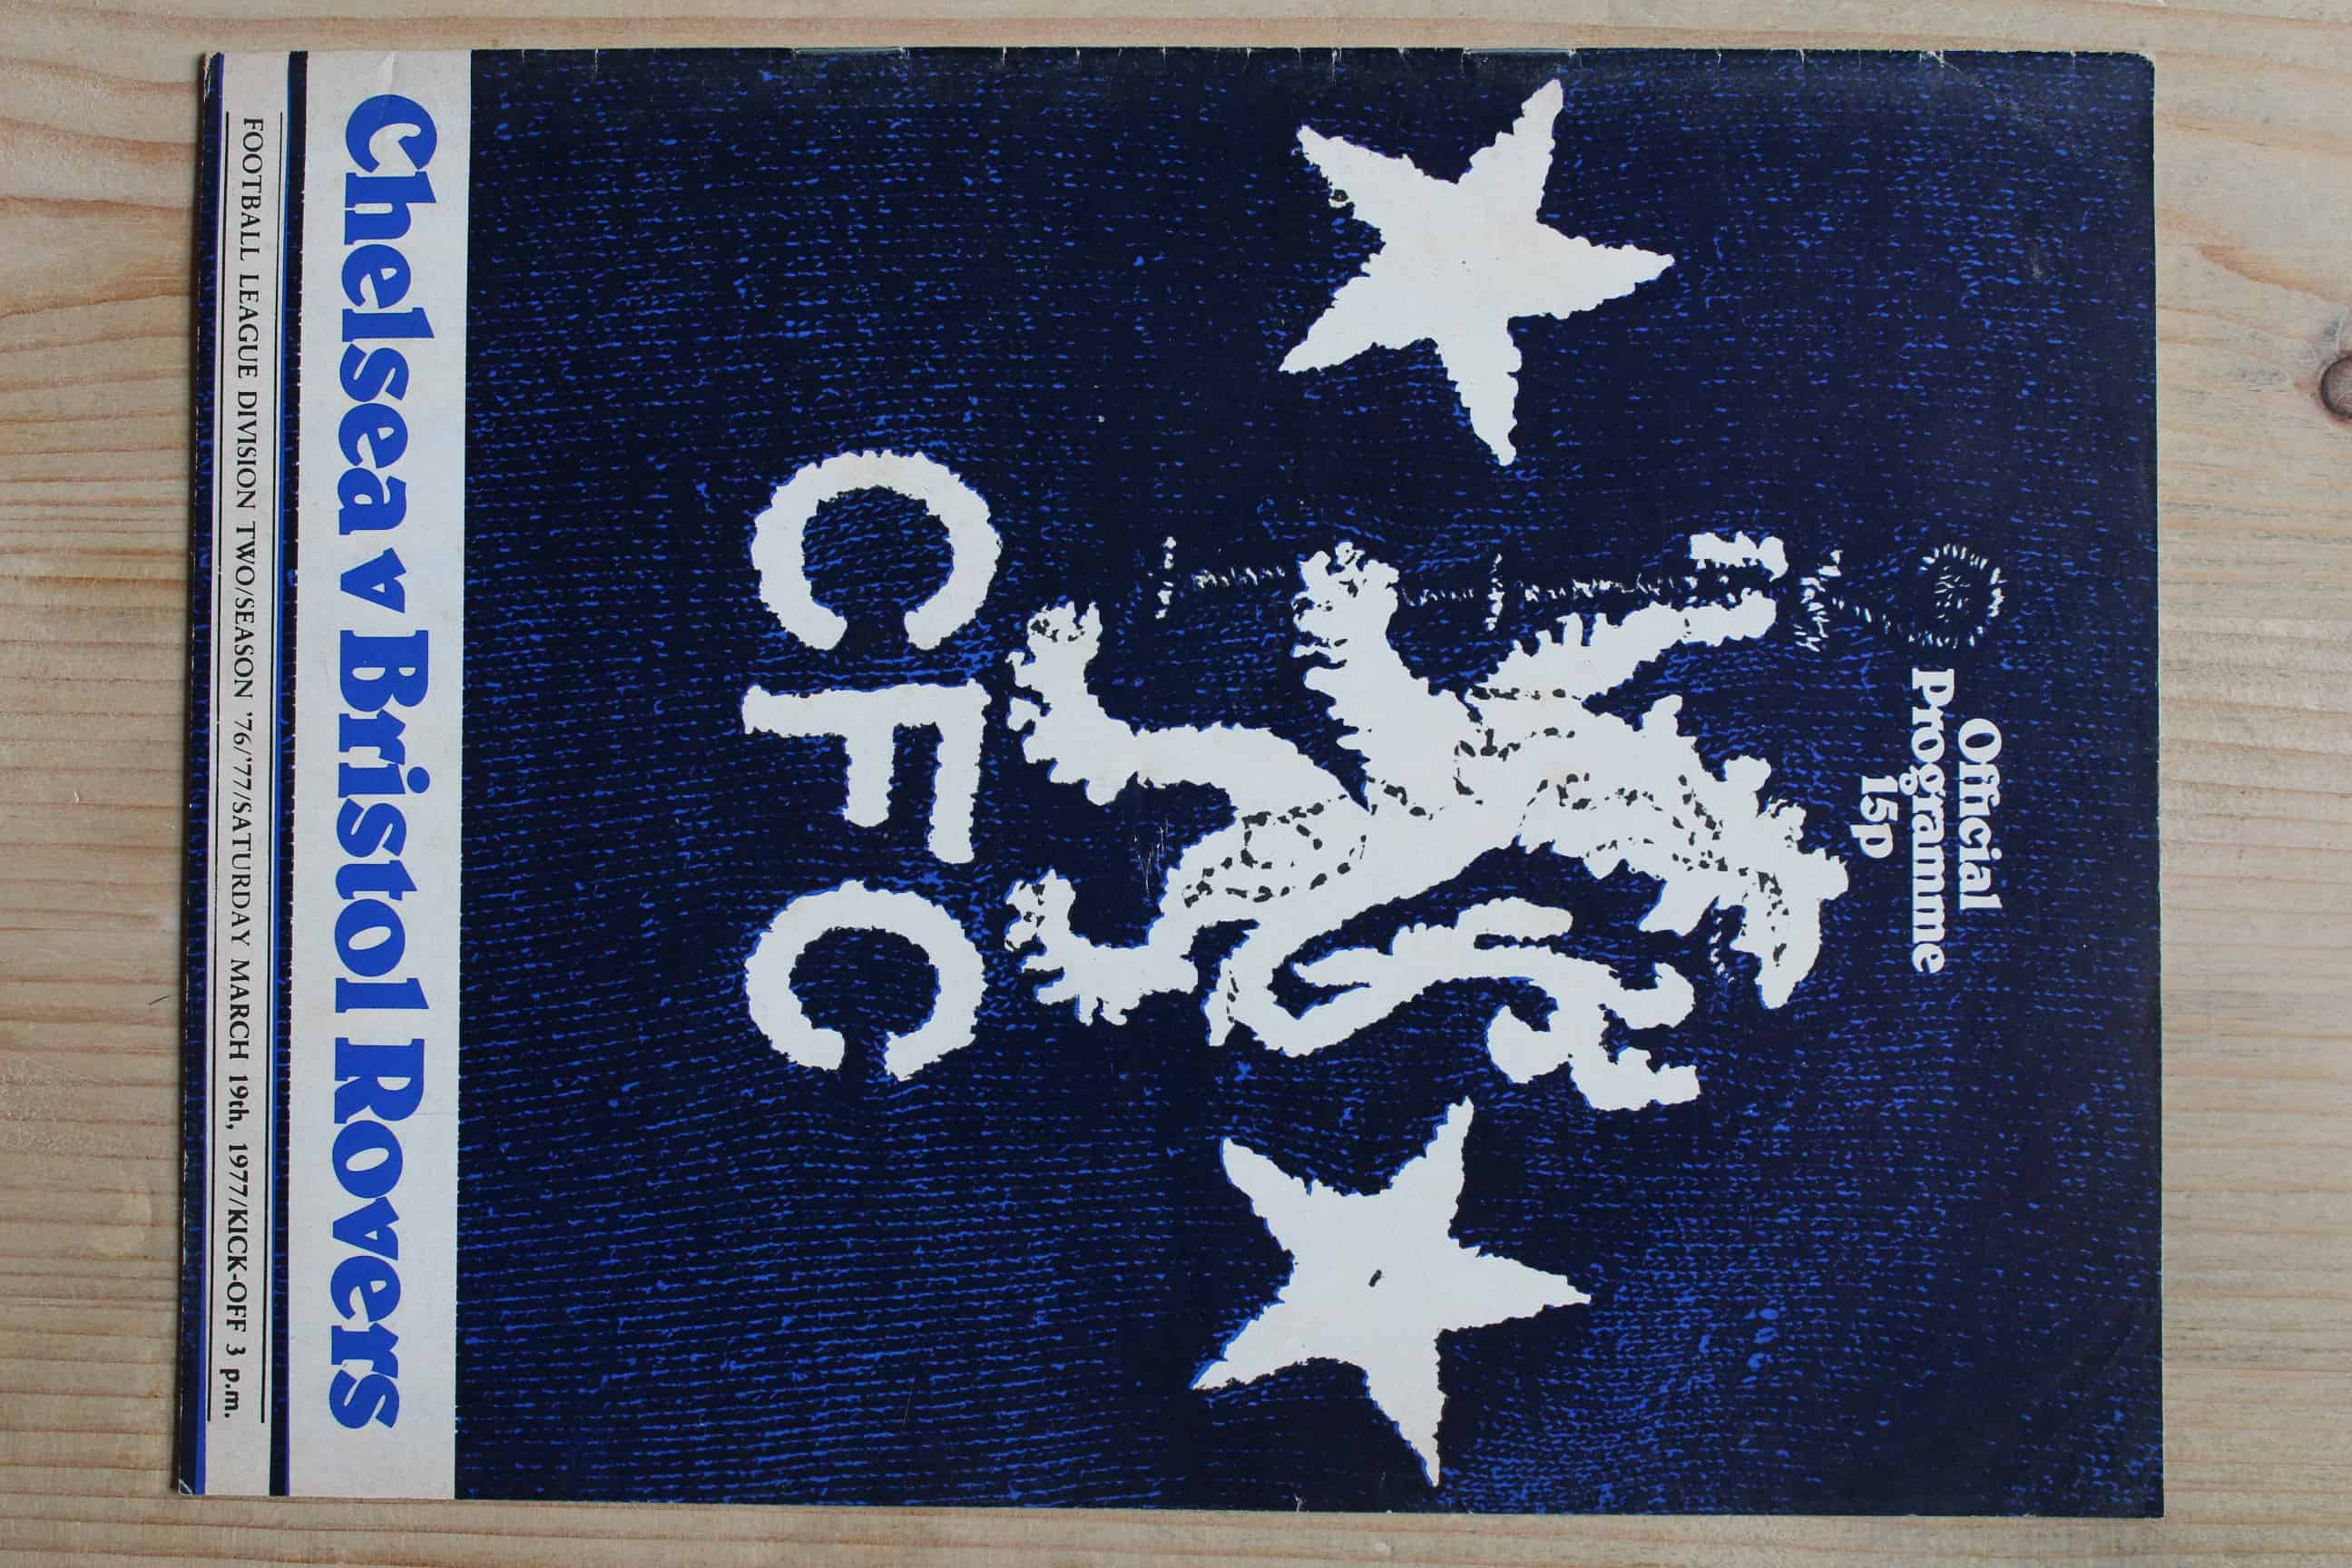 Official
Programme
15p
CFC
Chelsea v Bristol Rovers
FOOTBALL LEAGUE DIVISION TWO/SEASON '76/'77/SATURDAY MARCH 19th, 1977/KICK-OFF 3 p.m.